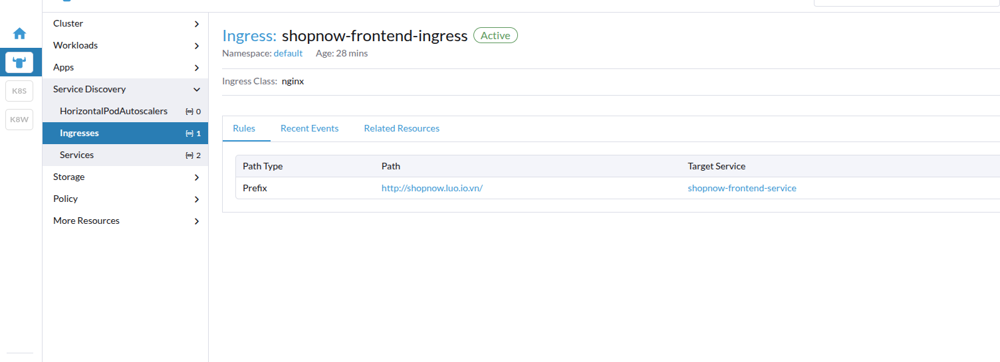 K8S
K8W
Cluster
Workloads
Apps
Service Discovery
HorizontalPodAutoscalers 0
Ingresses 1
Services 2
Storage
Policy
More Resources
Ingress: shopnow-frontend-ingress Active
Namespace: default Age: 28 mins
Ingress Class: nginx
Rules Recent Events Related Resources
Path Type Path Target Service
Prefix http://shopnow.luo.io.vn/ shopnow-frontend-service